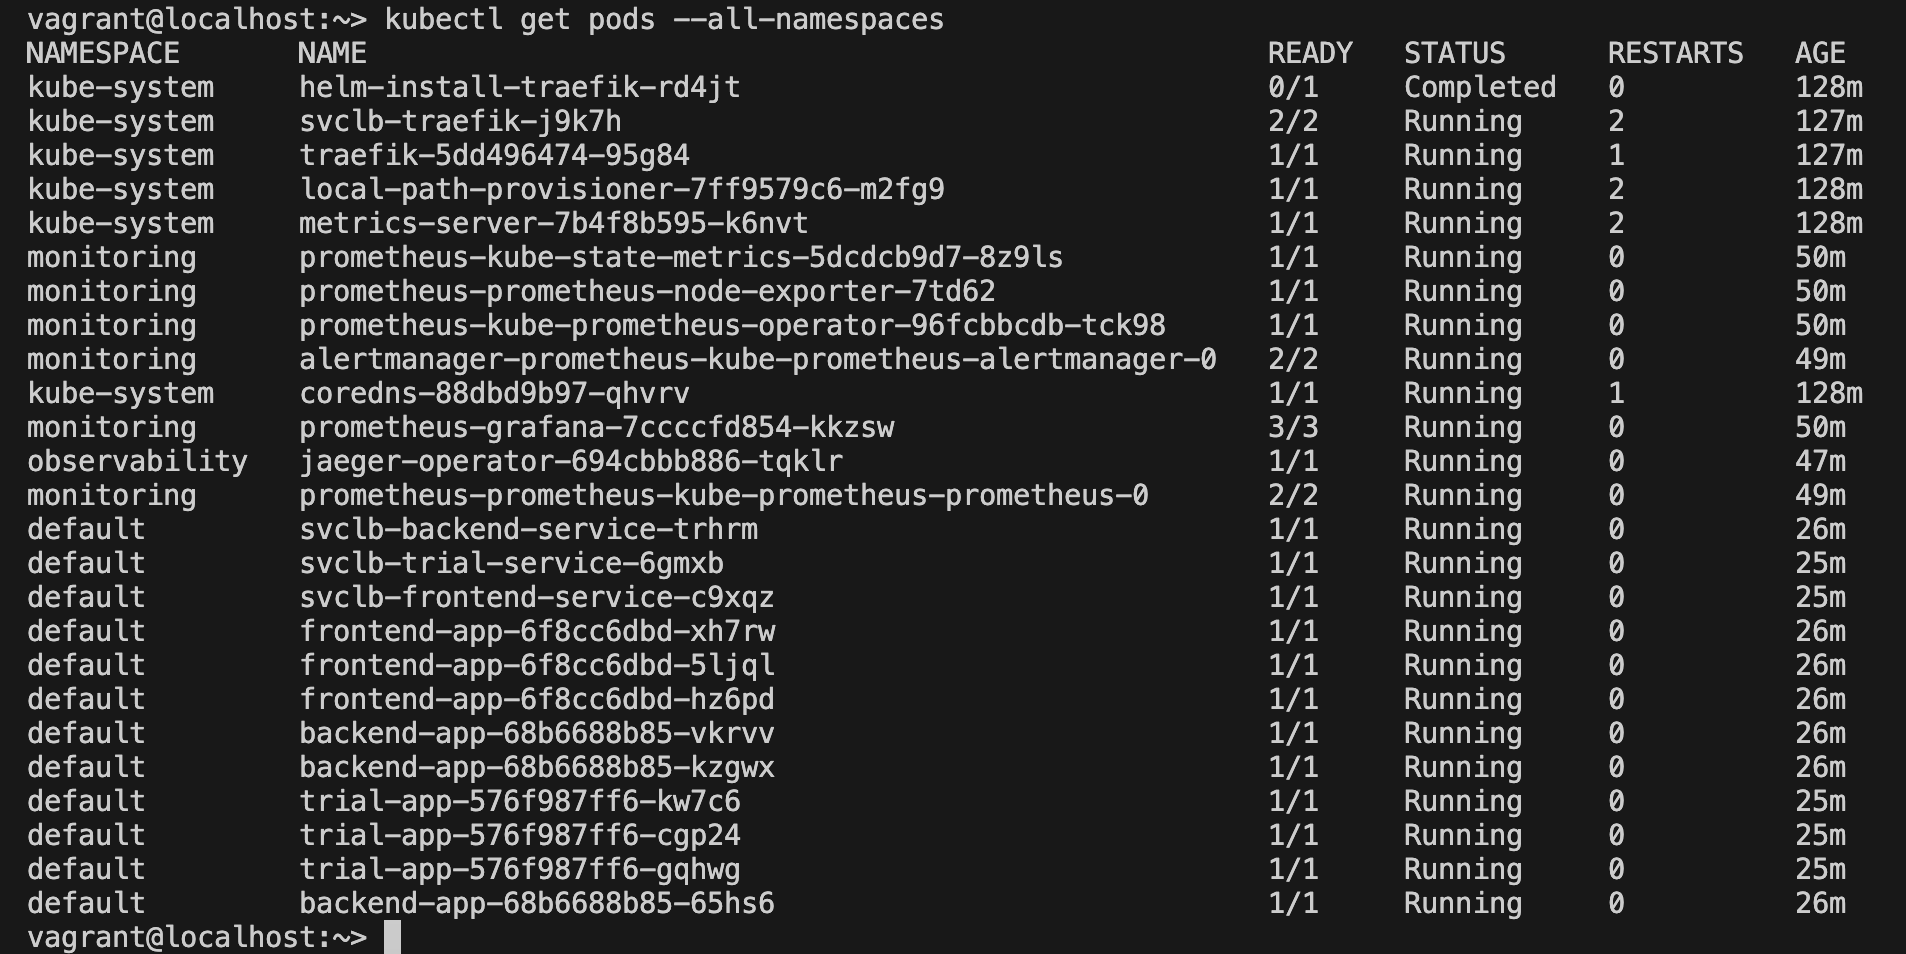 vagrant@localhost:~> kubectl get pods --all-namespaces
NAMESPACE NAME READY STATUS RESTARTS AGE
kube-system helm-install-traefik-rd4jt 0/1 Completed 0 128m
kube-system svclb-traefik-j9k7h 2/2 Running 2 127m
kube-system traefik-5dd496474-95g84 1/1 Running 1 127m
kube-system local-path-provisioner-7ff9579c6-m2fg9 1/1 Running 2 128m
kube-system metrics-server-7b4f8b595-k6nvt 1/1 Running 2 128m
monitoring prometheus-kube-state-metrics-5dcdcb9d7-8z9ls 1/1 Running 0 50m
monitoring prometheus-prometheus-node-exporter-7td62 1/1 Running 0 50m
monitoring prometheus-kube-prometheus-operator-96fcbbcdb-tck98 1/1 Running 0 50m
monitoring alertmanager-prometheus-kube-prometheus-alertmanager-0 2/2 Running 0 49m
kube-system coredns-88dbd9b97-qhvrv 1/1 Running 1 128m
monitoring prometheus-grafana-7ccccfd854-kkzsw 3/3 Running 0 50m
observability jaeger-operator-694cbbb886-tqklr 1/1 Running 0 47m
monitoring prometheus-prometheus-kube-prometheus-prometheus-0 2/2 Running 0 49m
default svclb-backend-service-trhrm 1/1 Running 0 26m
default svclb-trial-service-6gmxb 1/1 Running 0 25m
default svclb-frontend-service-c9xqz 1/1 Running 0 25m
default frontend-app-6f8cc6dbd-xh7rw 1/1 Running 0 26m
default frontend-app-6f8cc6dbd-5ljql 1/1 Running 0 26m
default frontend-app-6f8cc6dbd-hz6pd 1/1 Running 0 26m
default backend-app-68b6688b85-vkrvv 1/1 Running 0 26m
default backend-app-68b6688b85-kzgwx 1/1 Running 0 26m
default trial-app-576f987ff6-kw7c6 1/1 Running 0 25m
default trial-app-576f987ff6-cgp24 1/1 Running 0 25m
default trial-app-576f987ff6-gqhwg 1/1 Running 0 25m
default backend-app-68b6688b85-65hs6 1/1 Running 0 26m
vagrant@localhost:~>